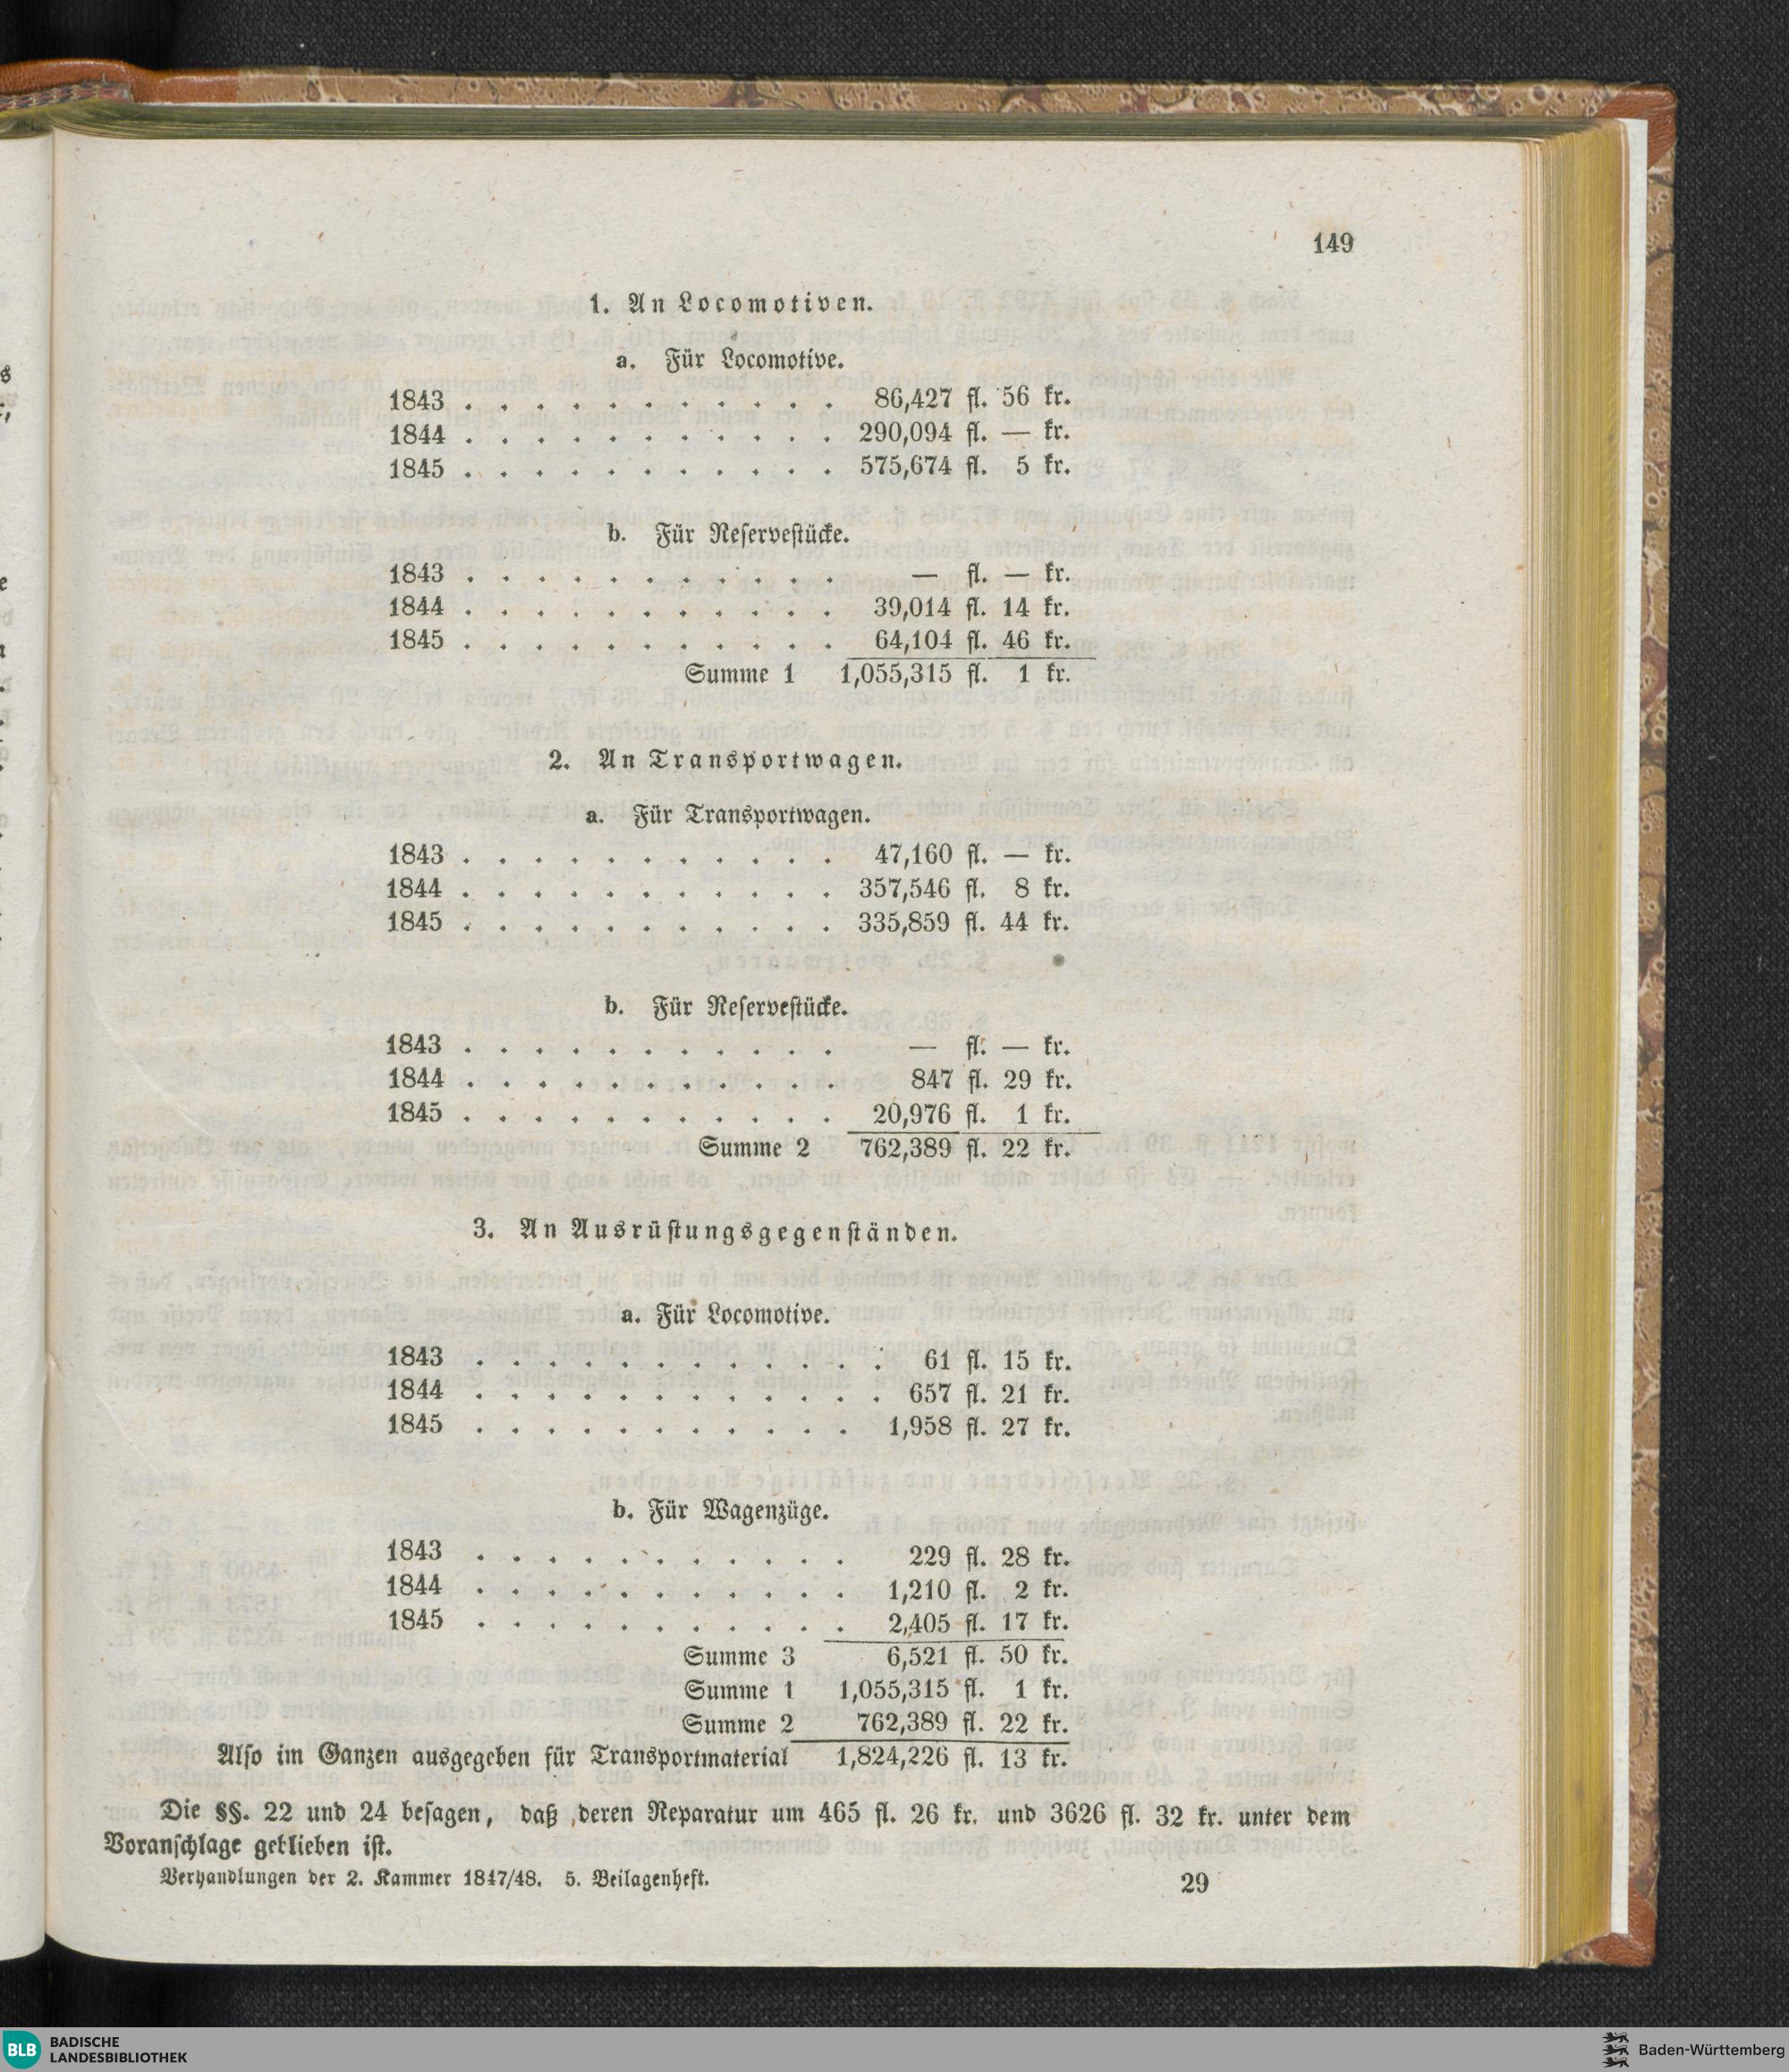 149
1. An Locomotiven.
a. Für Locomotive.
1843 . . . . . . . . . . . 86,427 fl. 56 kr.
1844 . . . . . . . . . . . 290,094 fl. — kr.
1845 . . . . . . . . . . . 575,674 fl. 5 kr.
b. Für Reservestücke.
1843 . . . . . . . . . . . — fl. — kr.
1844 . . . . . . . . . . . 39,014 fl. 14 kr.
1845 . . . . . . . . . . . 64,104 fl. 46 kr.
Summe 1 1,055,315 fl. 1 kr.
2. An Transportwagen.
a. Für Transportwagen.
1843 . . . . . . . . . . . 47,160 fl. — kr.
1844 . . . . . . . . . . . 357,546 fl. 8 kr.
1845 . . . . . . . . . . . 335,859 fl. 44 kr.
b. Für Reservestücke.
1843 . . . . . . . . . . . — fl. — kr.
1844 . . . . . . . . . . . 847 fl. 29 kr.
1845 . . . . . . . . . . . 20,976 fl. 1 kr.
Summe 2 762,389 fl. 22 kr.
3. An Ausrüstungsgegenständen.
a. Für Locomotive.
1843 . . . . . . . . . . . . 61 fl. 15 kr.
1844 . . . . . . . . . . . . 657 fl. 21 kr.
1845 . . . . . . . . . . . 1,958 fl. 27 kr.
b. Für Wagenzüge.
1843 . . . . . . . . . . . 229 fl. 28 kr.
1844 . . . . . . . . . . . 1,210 fl. 2 kr.
1845 . . . . . . . . . . . 2,405 fl. 17 kr.
Summe 3 6,521 fl. 50 kr.
Summe 1 1,055,315 fl. 1 kr.
Summe 2 762,389 fl. 22 kr.
Also im Ganzen ausgegeben für Transportmaterial 1,824,226 fl. 13 kr.
Die §§. 22 und 24 besagen, daß deren Reparatur um 465 fl. 26 kr. und 3626 fl. 32 kr. unter dem
Voranschlage geblieben ist.
Verhandlungen der 2. Kammer 1847/48. 5. Beilagenheft. 29
BLB BADISCHE
LANDESBIBLIOTHEK
Baden-Württemberg